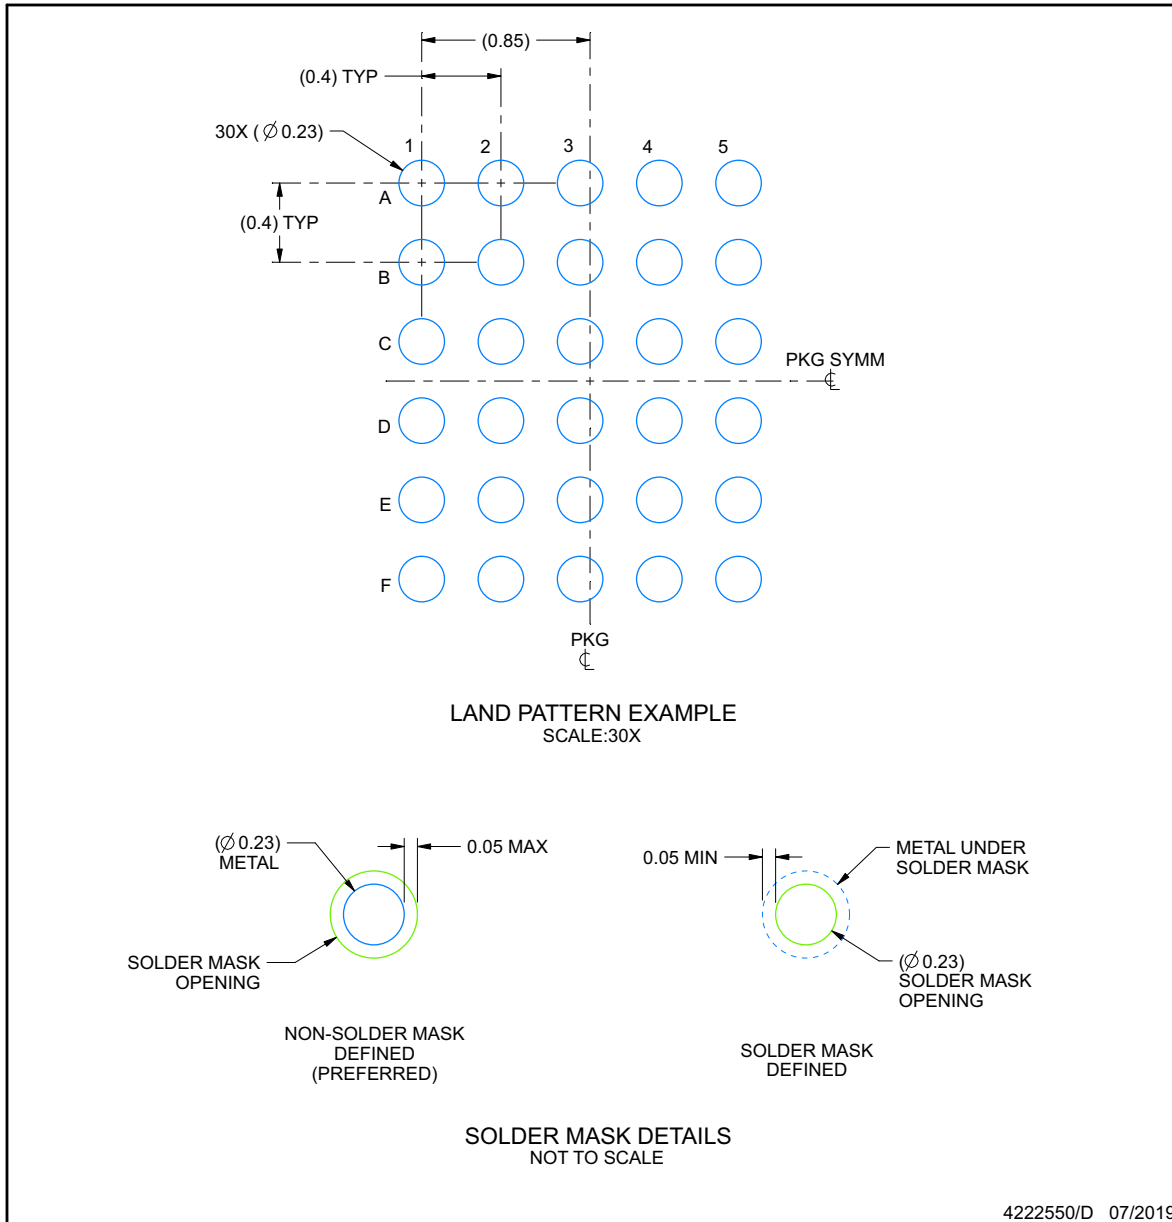 (0.85)
(0.4) TYP
30X (∅ 0.23)
1 2 3 4 5
A
(0.4) TYP
B
C
PKG SYMM
℄
D
E
F
PKG
℄
LAND PATTERN EXAMPLE
SCALE:30X
(∅ 0.23)
METAL
0.05 MAX
SOLDER MASK
OPENING
NON-SOLDER MASK
DEFINED
(PREFERRED)
0.05 MIN
METAL UNDER
SOLDER MASK
(∅ 0.23)
SOLDER MASK
OPENING
SOLDER MASK
DEFINED
SOLDER MASK DETAILS
NOT TO SCALE
4222550/D 07/2019